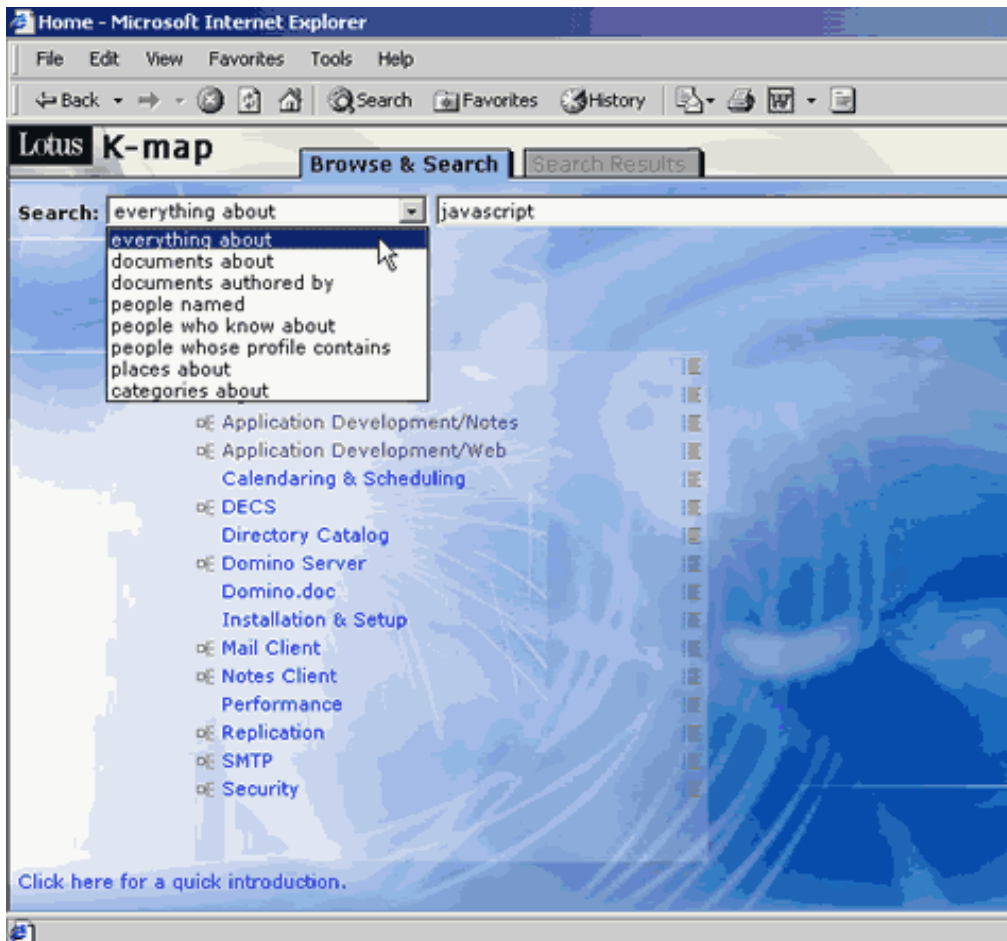 Home - Microsoft Internet Explorer
File Edit View Favorites Tools Help
Back Search Favorites History
Lotus K-map Browse & Search Search Results
Search: everything about javascript
everything about
documents about
documents authored by
people named
people who know about
people whose profile contains
places about
categories about
Application Development/Notes
Application Development/Web
Calendaring & Scheduling
DECS
Directory Catalog
Domino Server
Domino.doc
Installation & Setup
Mail Client
Notes Client
Performance
Replication
SMTP
Security
Click here for a quick introduction.